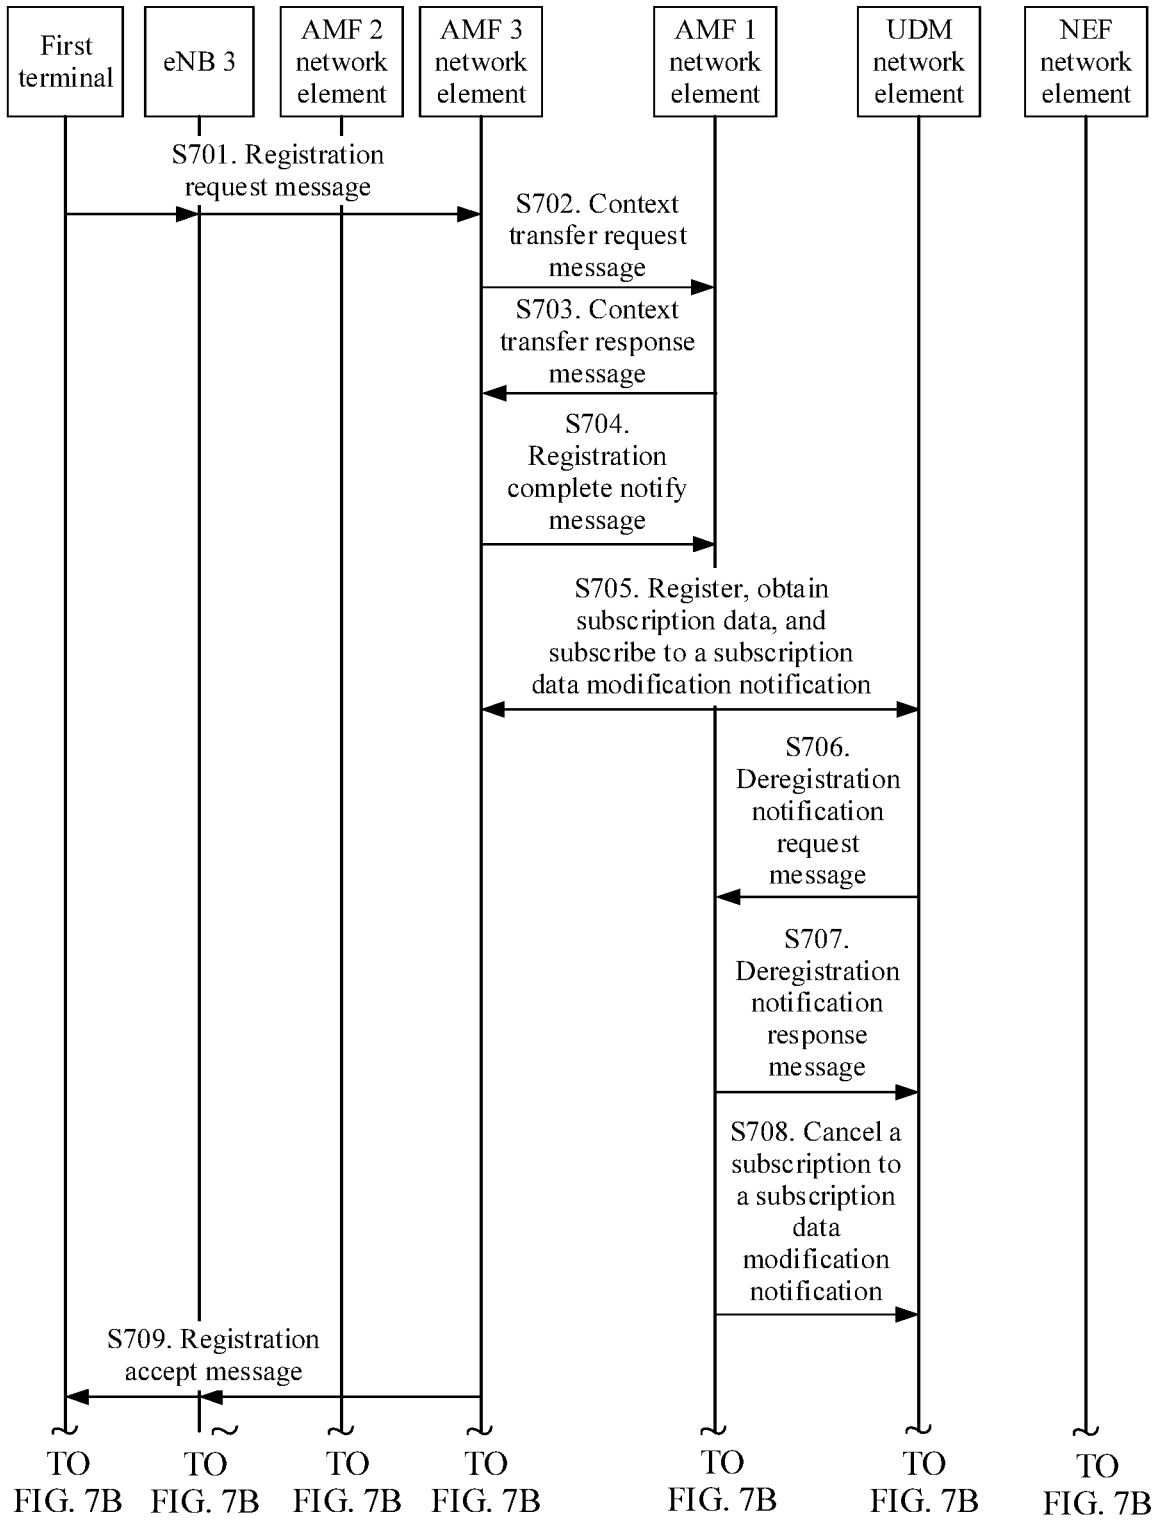 First
terminal
eNB 3
AMF 2
network
element
AMF 3
network
element
AMF 1
network
element
UDM
network
element
NEF
network
element
S701. Registration
request message
S702. Context
transfer request
message
S703. Context
transfer response
message
S704.
Registration
complete notify
message
S705. Register, obtain
subscription data, and
subscribe to a subscription
data modification notification
S706.
Deregistration
notification
request
message
S707.
Deregistration
notification
response
message
S708. Cancel a
subscription to
a subscription
data
modification
notification
S709. Registration
accept message
TO
FIG. 7B
TO
FIG. 7B
TO
FIG. 7B
TO
FIG. 7B
TO
FIG. 7B
TO
FIG. 7B
TO
FIG. 7B